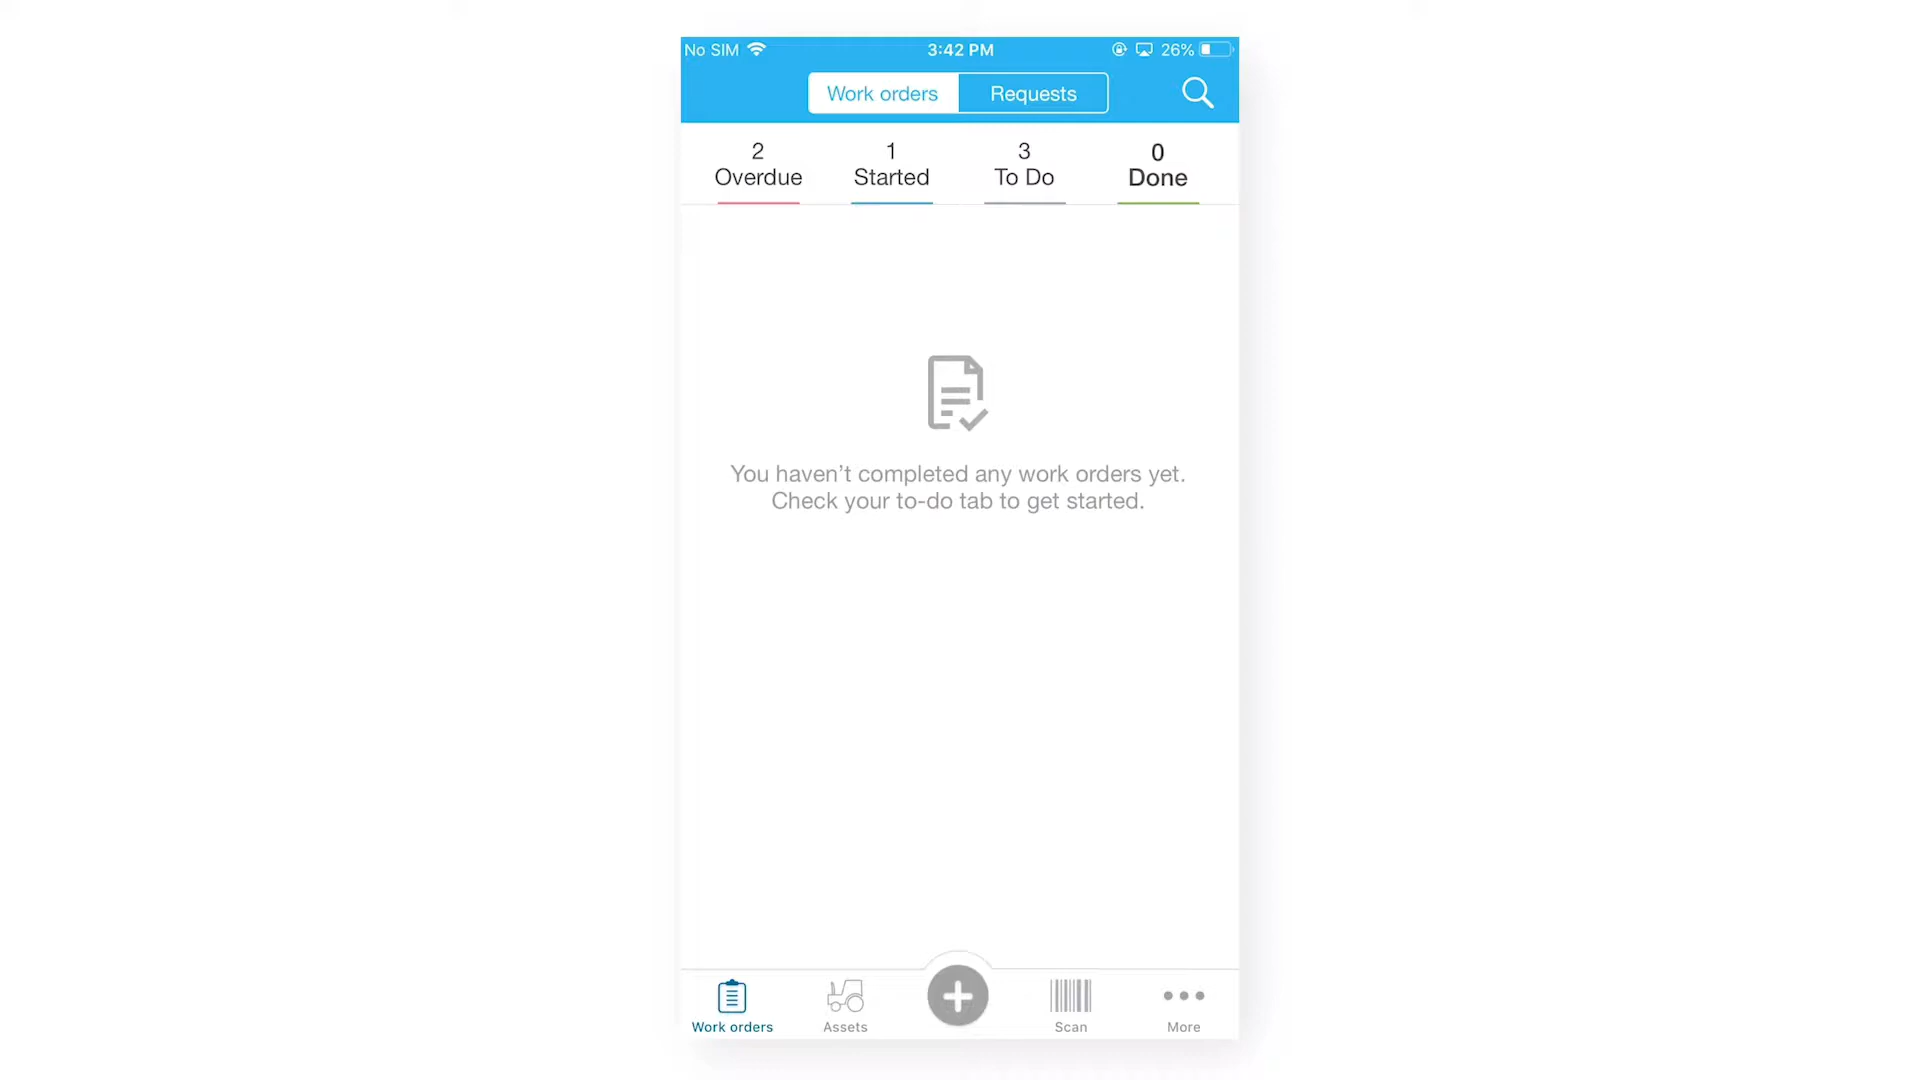 No SIM 3:42 PM 26%
Work orders Requests
2 1 3 0
Overdue Started To Do Done
You haven’t completed any work orders yet.
Check your to-do tab to get started.
Work orders Assets Scan More